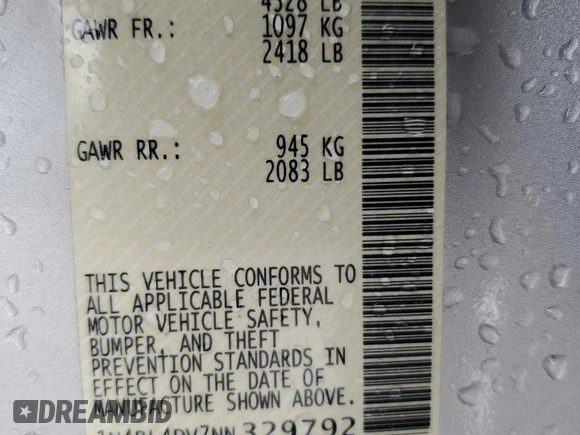 4528 LB
GAWR FR.: 1097 KG
2418 LB
GAWR RR.: 945 KG
2083 LB
THIS VEHICLE CONFORMS TO
ALL APPLICABLE FEDERAL
MOTOR VEHICLE SAFETY,
BUMPER, AND THEFT
PREVENTION STANDARDS IN
EFFECT ON THE DATE OF
MANUFACTURE SHOWN ABOVE.
329792
DREAMBID